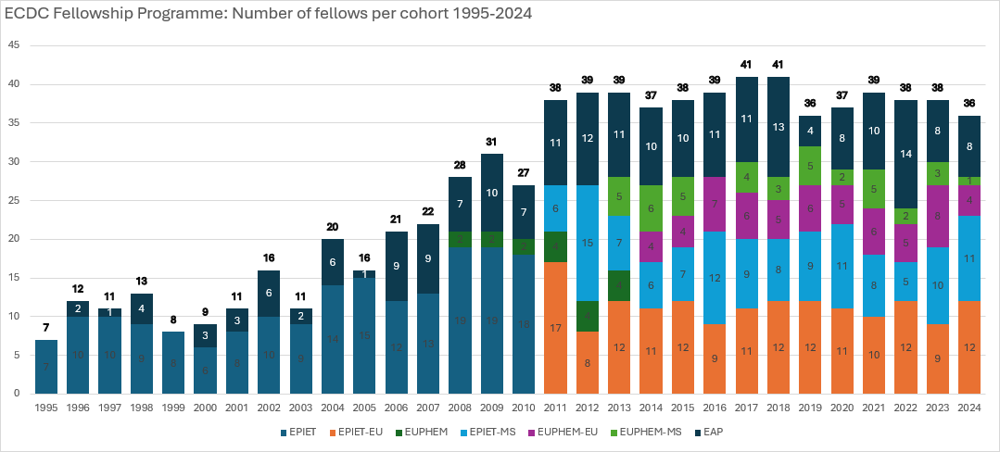 ECDC Fellowship Programme: Number of fellows per cohort 1995-2024
45
40
35
30
25
20
15
10
5
0
7 12 11 13 8 9 11 16 11 20 16 21 22 28 31 27 38 39 39 37 38 39 41 41 36 37 39 38 38 36
2 1 4 3 3 6 2 6 1 9 9 7 10 7 11 12 11 10 10 11 11 13 4 8 10 14 8 8
5 6 5 4 3 5 2 5 2 3 1
4 4 7 6 5 6 5 6 5 8 4
6 15 7 6 7 12 9 8 9 11 8 5 10 11
2 2 2 4 4 4
17 8 12 11 12 9 11 12 12 11 10 12 9 12
7 10 10 9 8 6 8 10 9 14 15 12 13 19 19 18
1995 1996 1997 1998 1999 2000 2001 2002 2003 2004 2005 2006 2007 2008 2009 2010 2011 2012 2013 2014 2015 2016 2017 2018 2019 2020 2021 2022 2023 2024
EPIET EPIET-EU EUPHEM EPIET-MS EUPHEM-EU EUPHEM-MS EAP